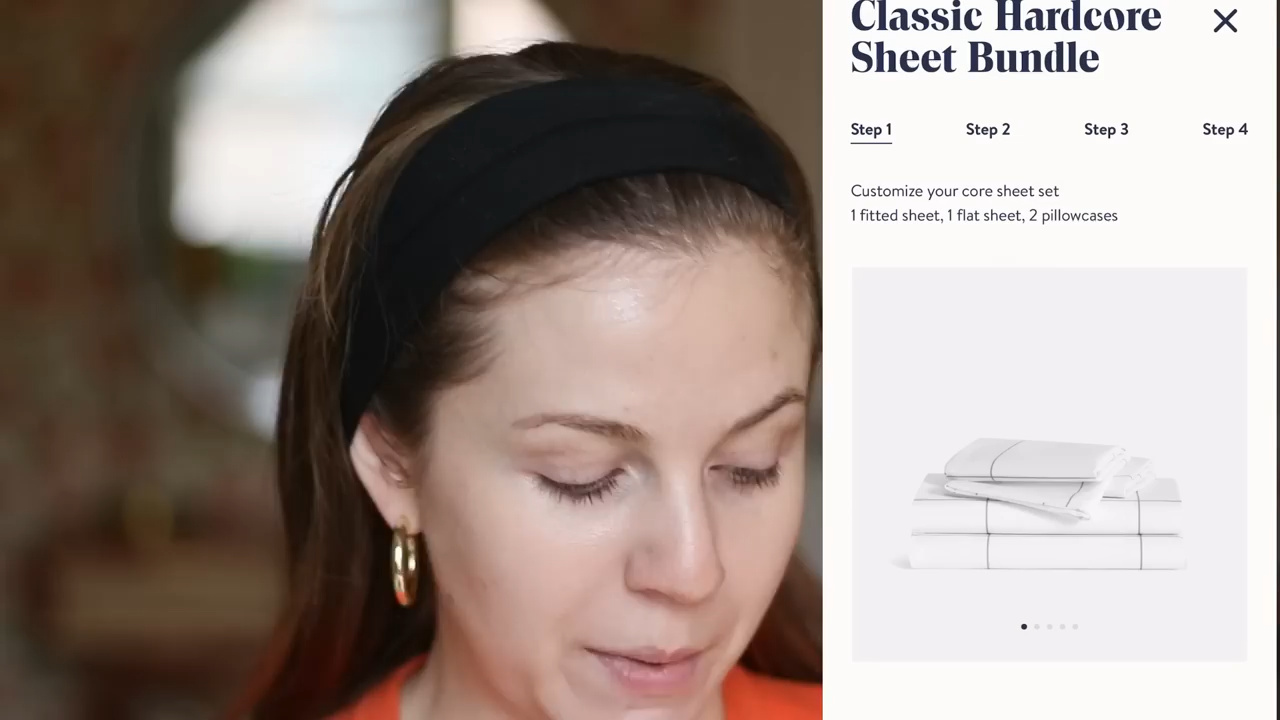 Classic Hardcore
Sheet Bundle
Step 1
Step 2
Step 3
Step 4
Customize your core sheet set
1 fitted sheet, 1 flat sheet, 2 pillowcases